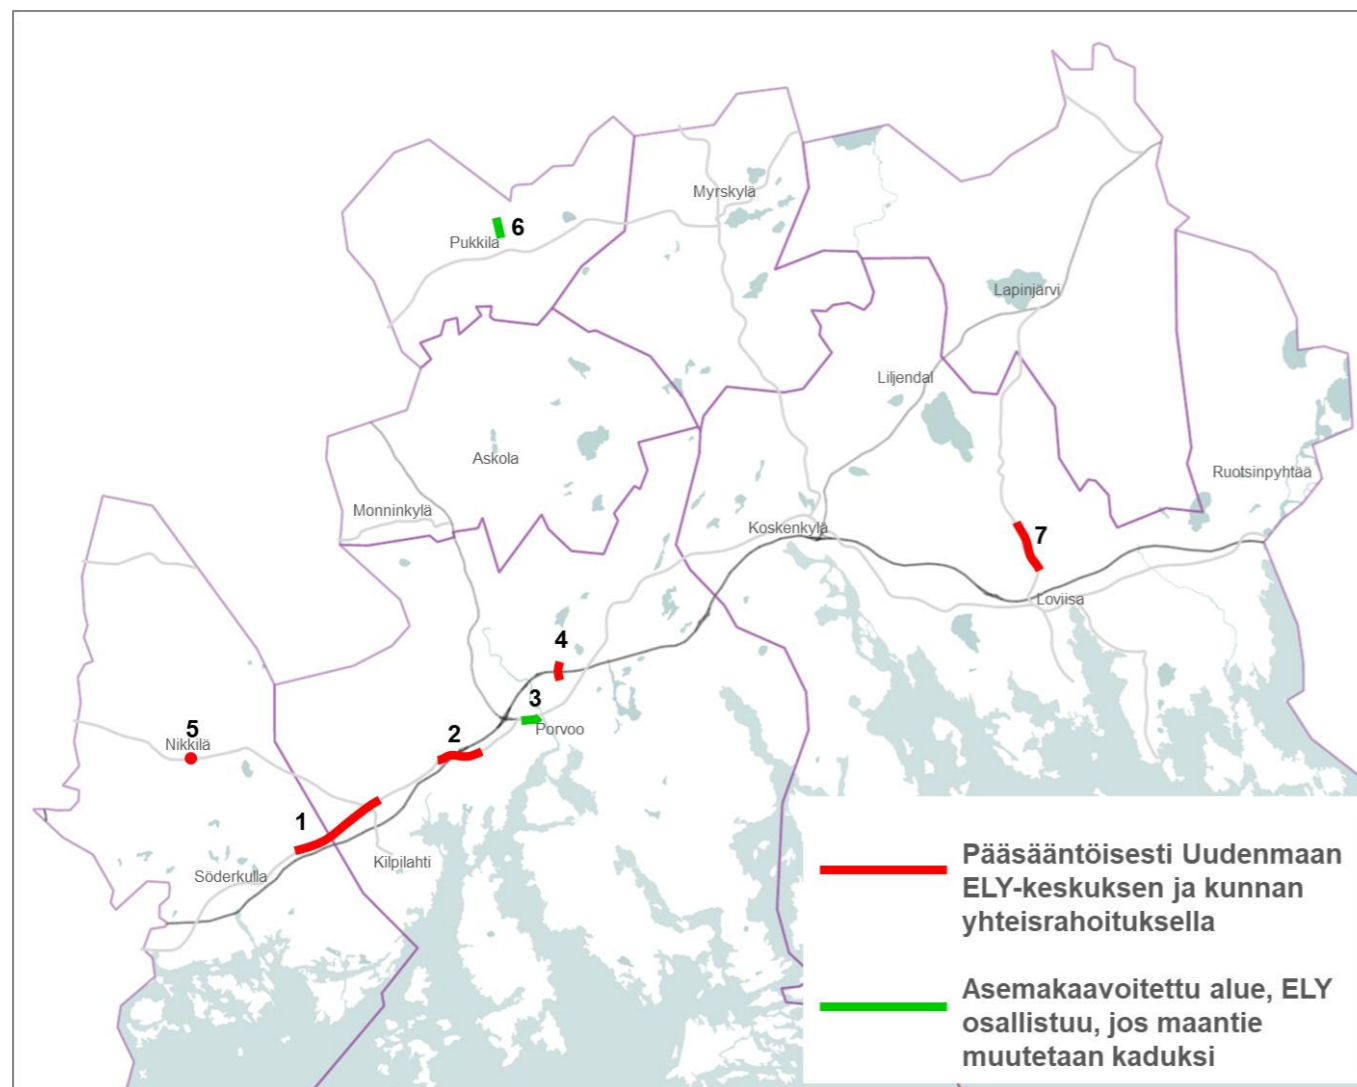 Myrskylä
6
Pukkila
Lapinjärvi
Liljendal
Askola
Ruotsinpyhtää
Monninkylä
Koskenkylä
7
Loviisa
4
3
Porvoo
5
Nikkilä
2
1
Kilpilahti
Söderkulla
Pääsääntöisesti Uudenmaan
ELY-keskuksen ja kunnan
yhteisrahoituksella
Asemakaavoitettu alue, ELY
osallistuu, jos maantie
muutetaan kaduksi